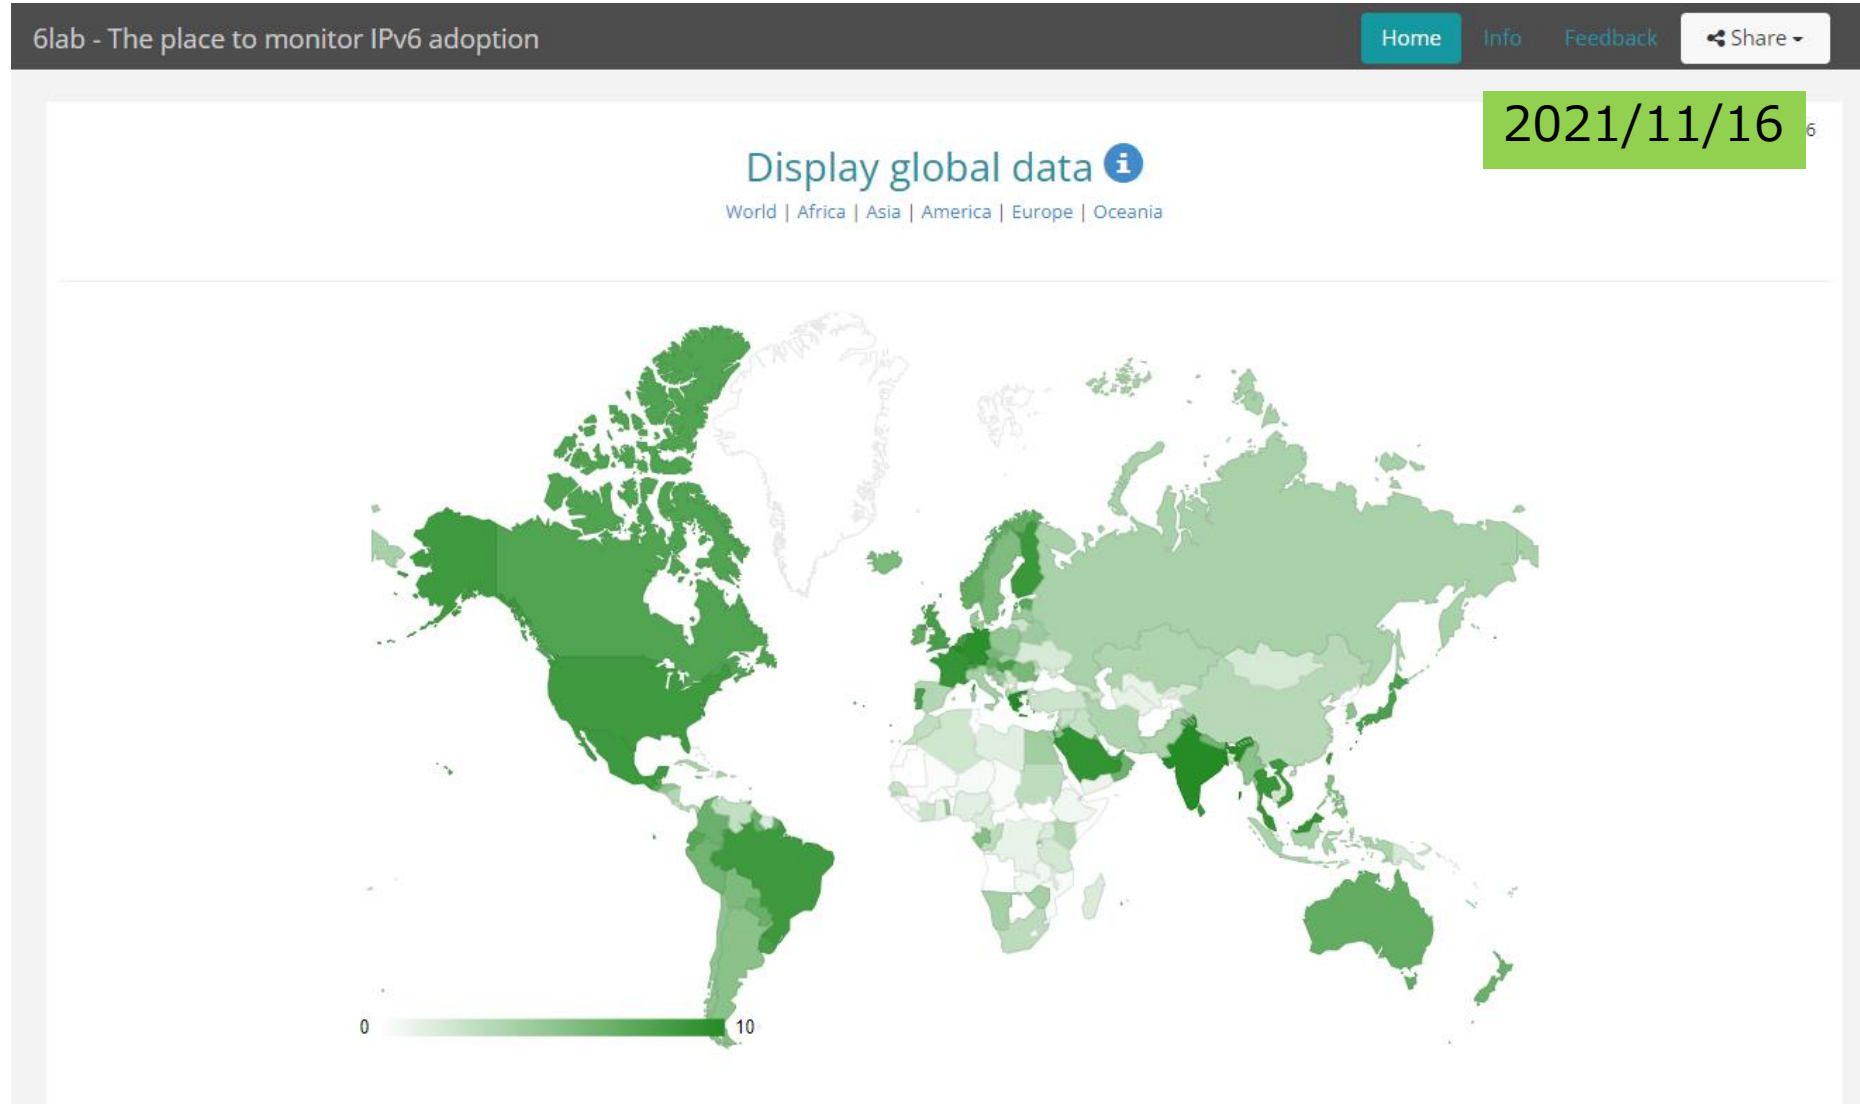 6lab - The place to monitor IPv6 adoption
Home Info Feedback Share
2021/11/16
6
Display global data
World | Africa | Asia | America | Europe | Oceania
0 10